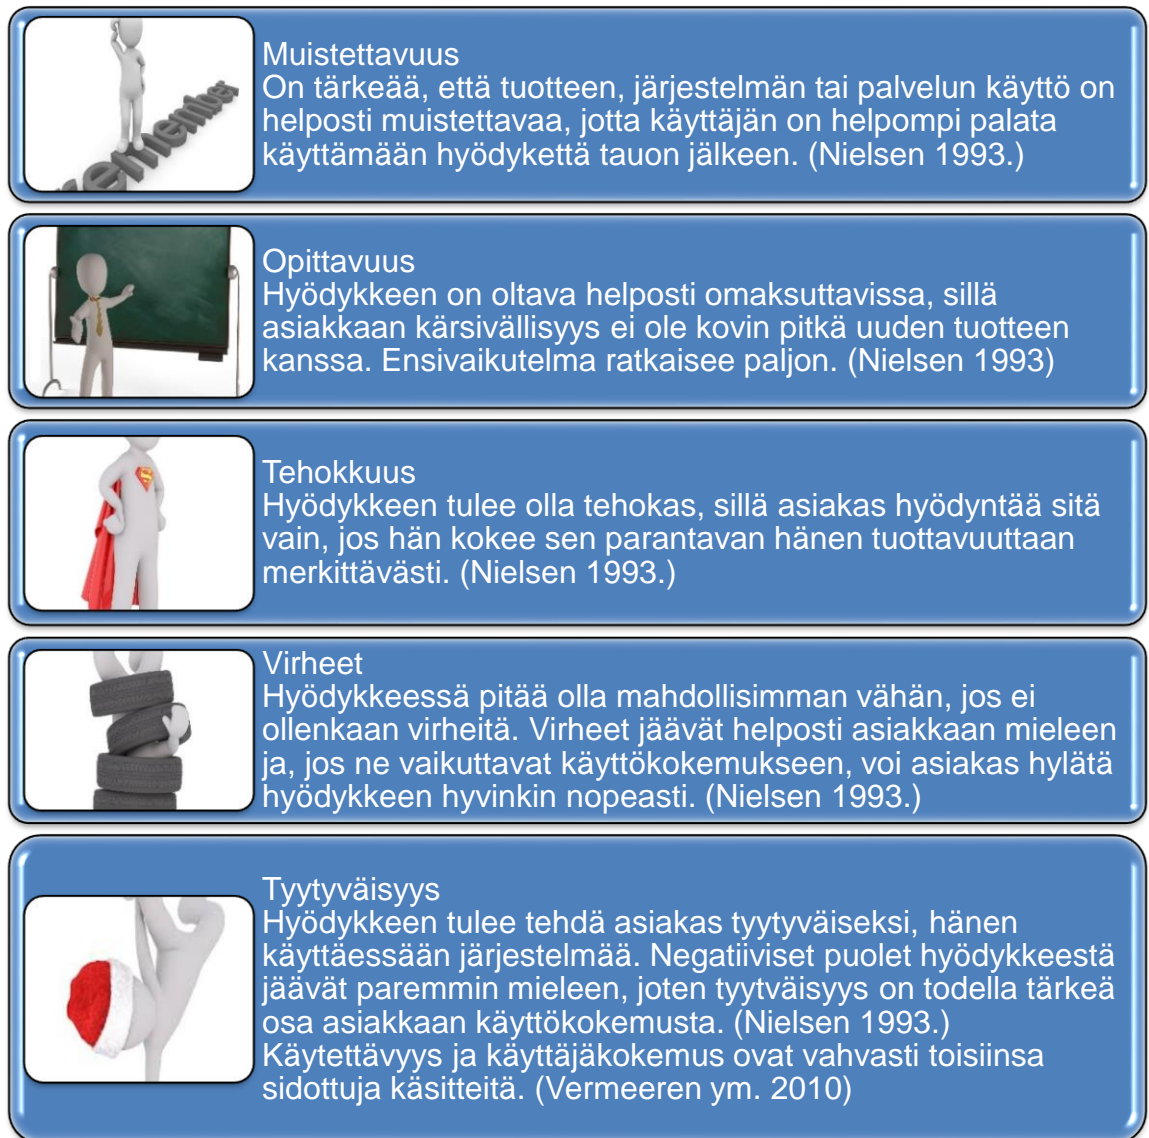 Muistettavuus
On tärkeää, että tuotteen, järjestelmän tai palvelun käyttö on
helposti muistettavaa, jotta käyttäjän on helpompi palata
käyttämään hyödykettä tauon jälkeen. (Nielsen 1993.)
Opittavuus
Hyödykkeen on oltava helposti omaksuttavissa, sillä
asiakkaan kärsivällisyys ei ole kovin pitkä uuden tuotteen
kanssa. Ensivaikutelma ratkaisee paljon. (Nielsen 1993)
Tehokkuus
Hyödykkeen tulee olla tehokas, sillä asiakas hyödyntää sitä
vain, jos hän kokee sen parantavan hänen tuottavuuttaan
merkittävästi. (Nielsen 1993.)
Virheet
Hyödykkeessä pitää olla mahdollisimman vähän, jos ei
ollenkaan virheitä. Virheet jäävät helposti asiakkaan mieleen
ja, jos ne vaikuttavat käyttökokemukseen, voi asiakas hylätä
hyödykkeen hyvinkin nopeasti. (Nielsen 1993.)
Tyytyväisyys
Hyödykkeen tulee tehdä asiakas tyytyväiseksi, hänen
käyttäessään järjestelmää. Negatiiviset puolet hyödykkeestä
jäävät paremmin mieleen, joten tyytväisyys on todella tärkeä
osa asiakkaan käyttökokemusta. (Nielsen 1993.)
Käytettävyys ja käyttäjäkokemus ovat vahvasti toisiinsa
sidottuja käsitteitä. (Vermeeren ym. 2010)